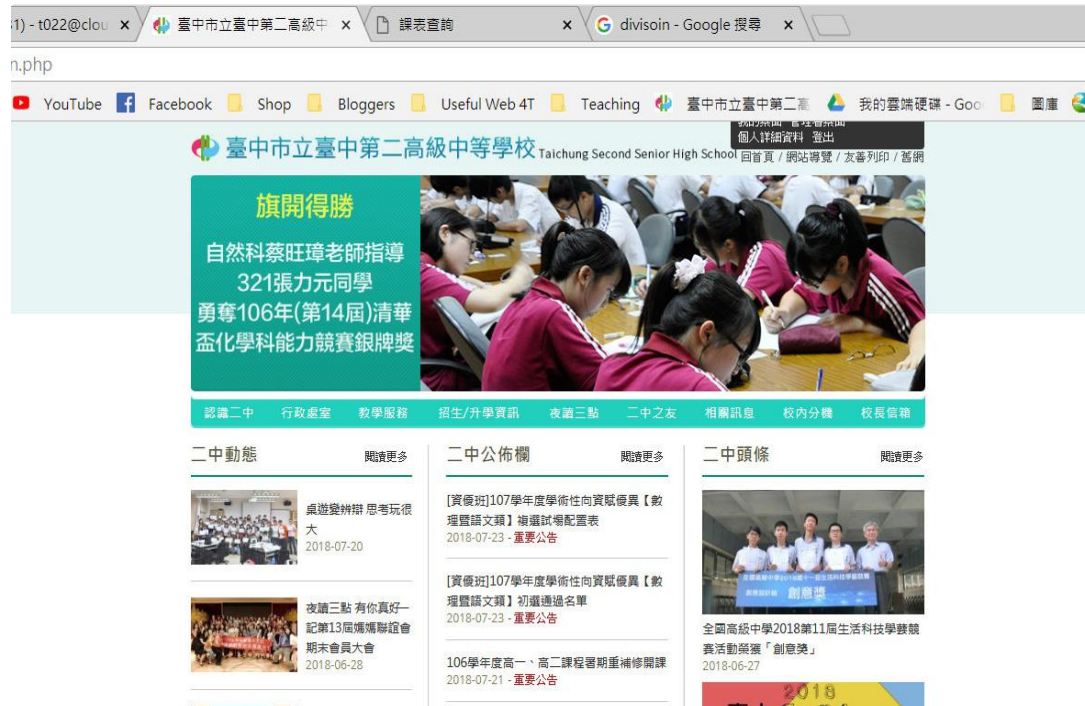 31) - t022@clou
臺中市立臺中第二高級中
課表查詢
divisoin - Google 搜尋
n.php
YouTube
Facebook
Shop
Bloggers
Useful Web 4T
Teaching
臺中市立臺中第二高
我的雲端硬碟 - Goo
圖庫
個人詳細資料 登出
臺中市立臺中第二高級中等學校 Taichung Second Senior High School
回首頁 / 網站導覽 / 友善列印 / 舊網
旗開得勝
自然科蔡旺璋老師指導
321張力元同學
勇奪106年(第14屆)清華
盃化學科能力競賽銀牌獎
認識二中 行政處室 教學服務 招生/升學資訊 夜讀三點 二中之友 相關訊息 校內分機 校長信箱
二中動態 閱讀更多
桌遊變辨辯 思考玩很
大
2018-07-20
夜讀三點 有你真好—
記第13屆媽媽聯誼會
期末會員大會
2018-06-28
二中公佈欄 閱讀更多
[資優班]107學年度學術性向資賦優異【數
理暨語文類】複選試場配置表
2018-07-23 - 重要公告
[資優班]107學年度學術性向資賦優異【數
理暨語文類】初選通過名單
2018-07-23 - 重要公告
106學年度高一、高二課程暑期重補修開課
2018-07-21 - 重要公告
二中頭條 閱讀更多
創意獎
全國高級中學2018第11屆生活科技學藝競
賽活動榮獲「創意獎」
2018-06-27
2018